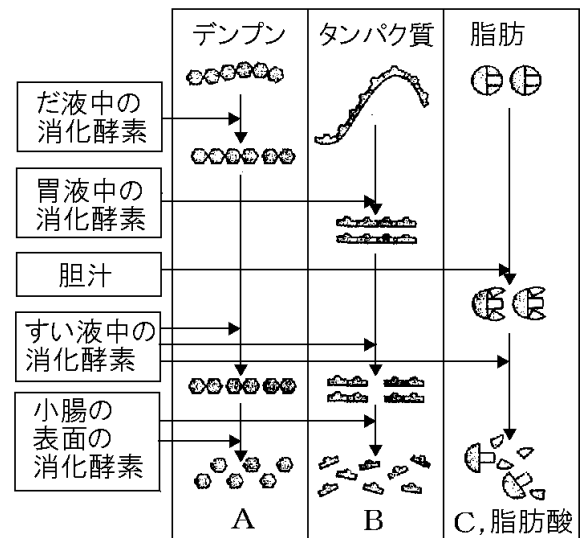 デンプン
タンパク質
脂肪
だ液中の
消化酵素
胃液中の
消化酵素
胆汁
すい液中の
消化酵素
小腸の
表面の
消化酵素
A
B
C,脂肪酸